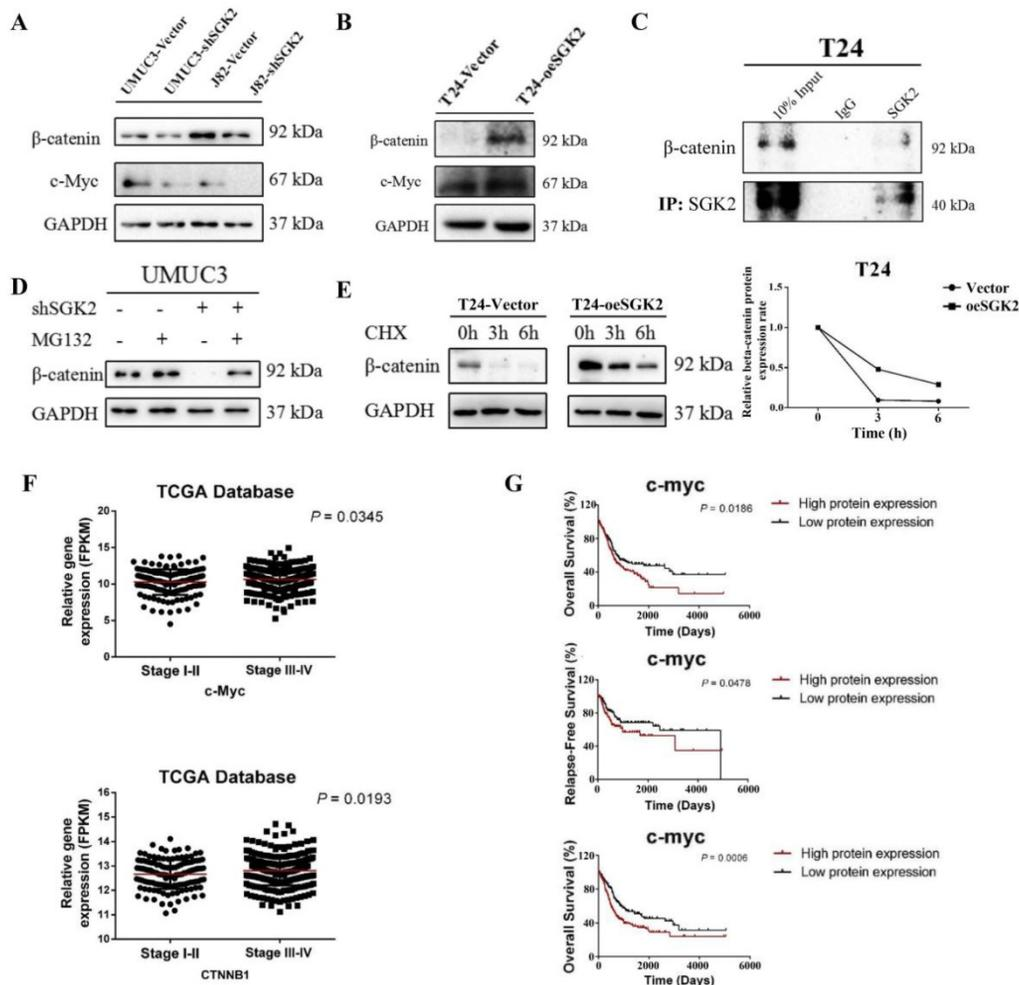 A
UMUC3-Vector
UMUC3-shSGK2
J82-Vector
J82-shSGK2
β-catenin
92 kDa
c-Myc
67 kDa
GAPDH
37 kDa
B
T24-Vector
T24-oeSGK2
β-catenin
92 kDa
c-Myc
67 kDa
GAPDH
37 kDa
C
T24
10% Input
IgG
SGK2
β-catenin
92 kDa
IP: SGK2
40 kDa
D
UMUC3
shSGK2 - - + +
MG132 - + - +
β-catenin
92 kDa
GAPDH
37 kDa
E
T24-Vector
T24-oeSGK2
CHX 0h 3h 6h 0h 3h 6h
β-catenin
92 kDa
GAPDH
37 kDa
T24
Vector
oeSGK2
Relative beta-catenin protein
expression rate
1.5
1.0
0.5
0.0
0 3 6
Time (h)
F
TCGA Database
P = 0.0345
Relative gene
expression (FPKM)
20
15
10
5
0
Stage I-II
Stage III-IV
c-Myc
TCGA Database
P = 0.0193
Relative gene
expression (FPKM)
16
15
14
13
12
11
10
Stage I-II
Stage III-IV
CTNNB1
G
c-myc
P = 0.0186
High protein expression
Low protein expression
Overall Survival (%)
120
80
40
0
0 2000 4000 6000
Time (Days)
c-myc
P = 0.0478
High protein expression
Low protein expression
Relapse-Free Survival (%)
120
80
40
0
0 2000 4000 6000
Time (Days)
c-myc
P = 0.0006
High protein expression
Low protein expression
Overall Survival (%)
120
80
40
0
0 2000 4000 6000
Time (Days)